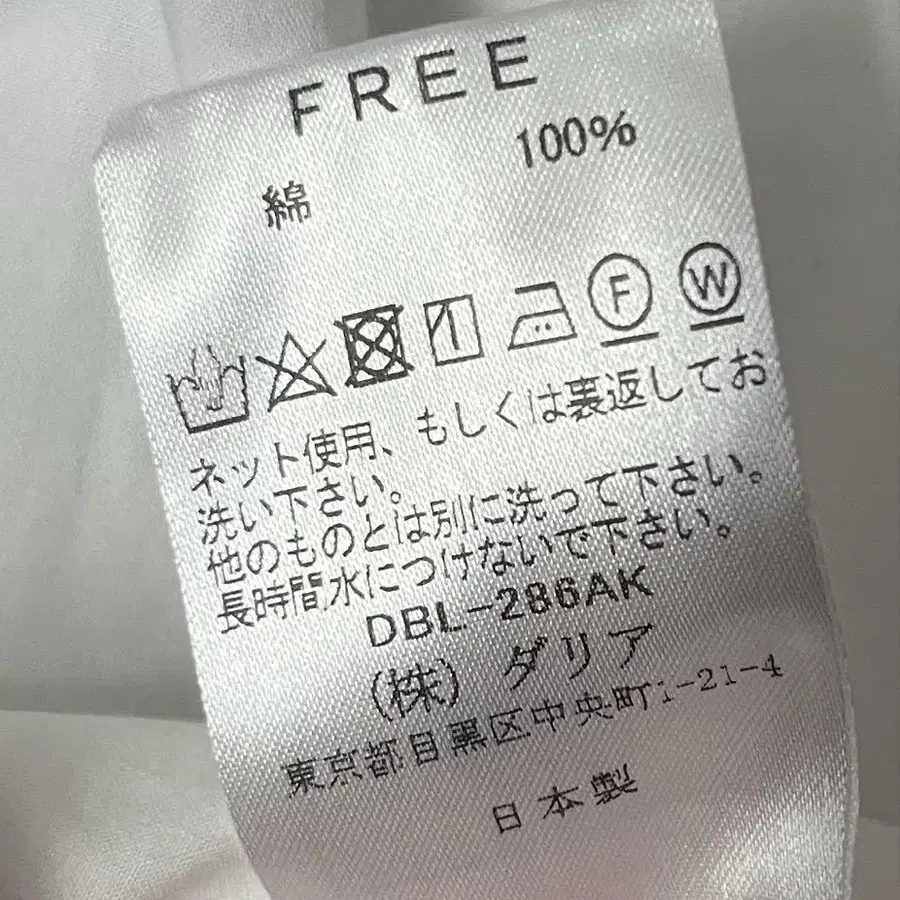 FREE
綿 100%
F W
ネット使用、もしくは裏返してお
洗い下さい。
他のものとは別に洗って下さい。
長時間水につけないで下さい。
DBL-286AK
(株) ダリア
東京都目黒区中央町1-21-4
日本製